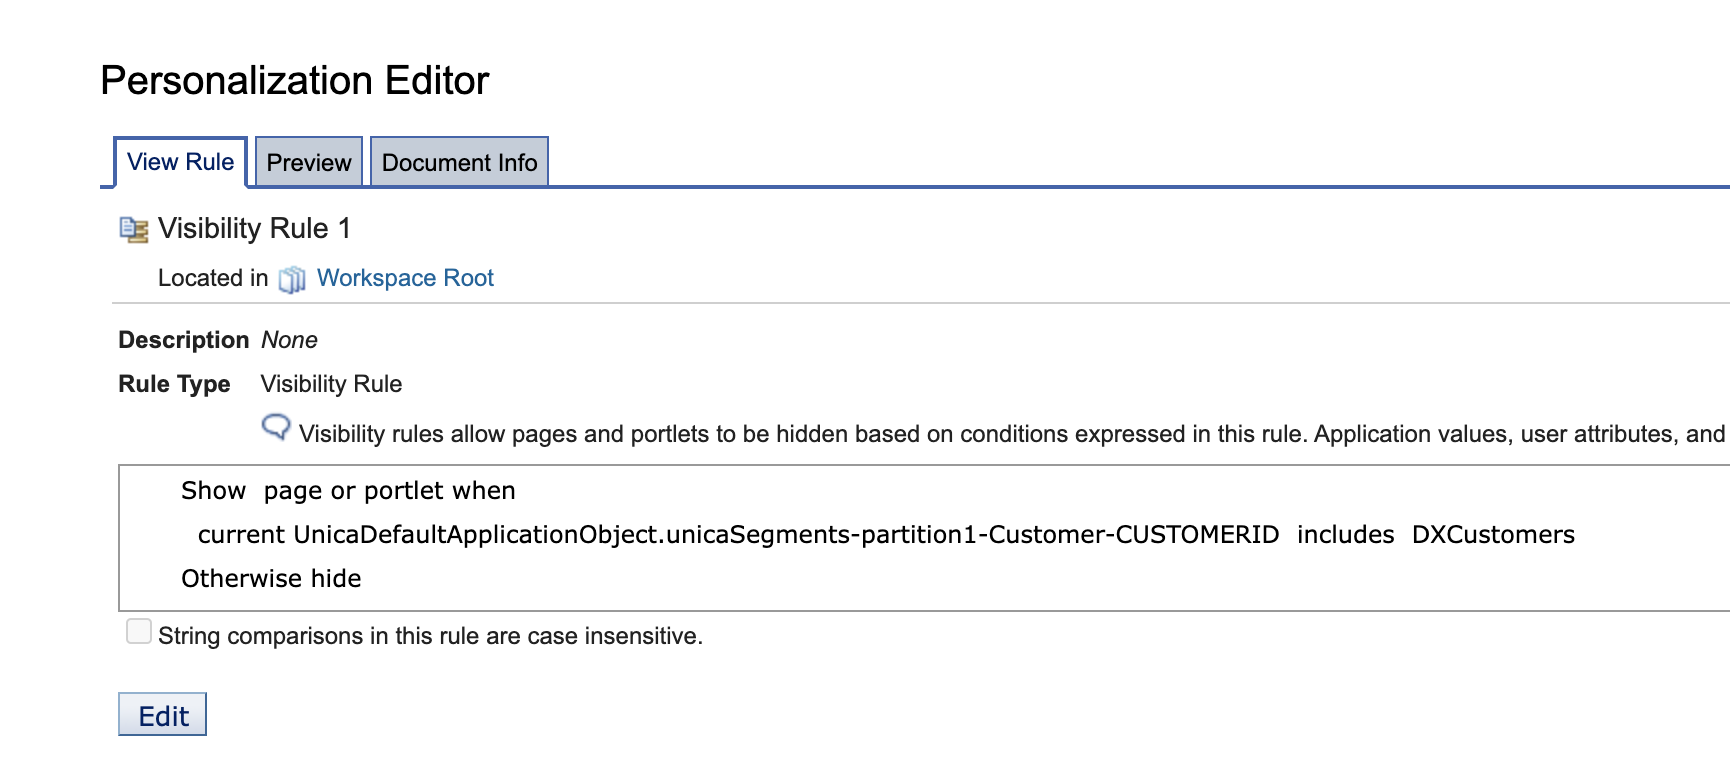 Personalization Editor
View Rule Preview Document Info
Visibility Rule 1
Located in Workspace Root
Description None
Rule Type Visibility Rule
Visibility rules allow pages and portlets to be hidden based on conditions expressed in this rule. Application values, user attributes, and
Show page or portlet when
current UnicaDefaultApplicationObject.unicaSegments-partition1-Customer-CUSTOMERID includes DXCustomers
Otherwise hide
String comparisons in this rule are case insensitive.
Edit